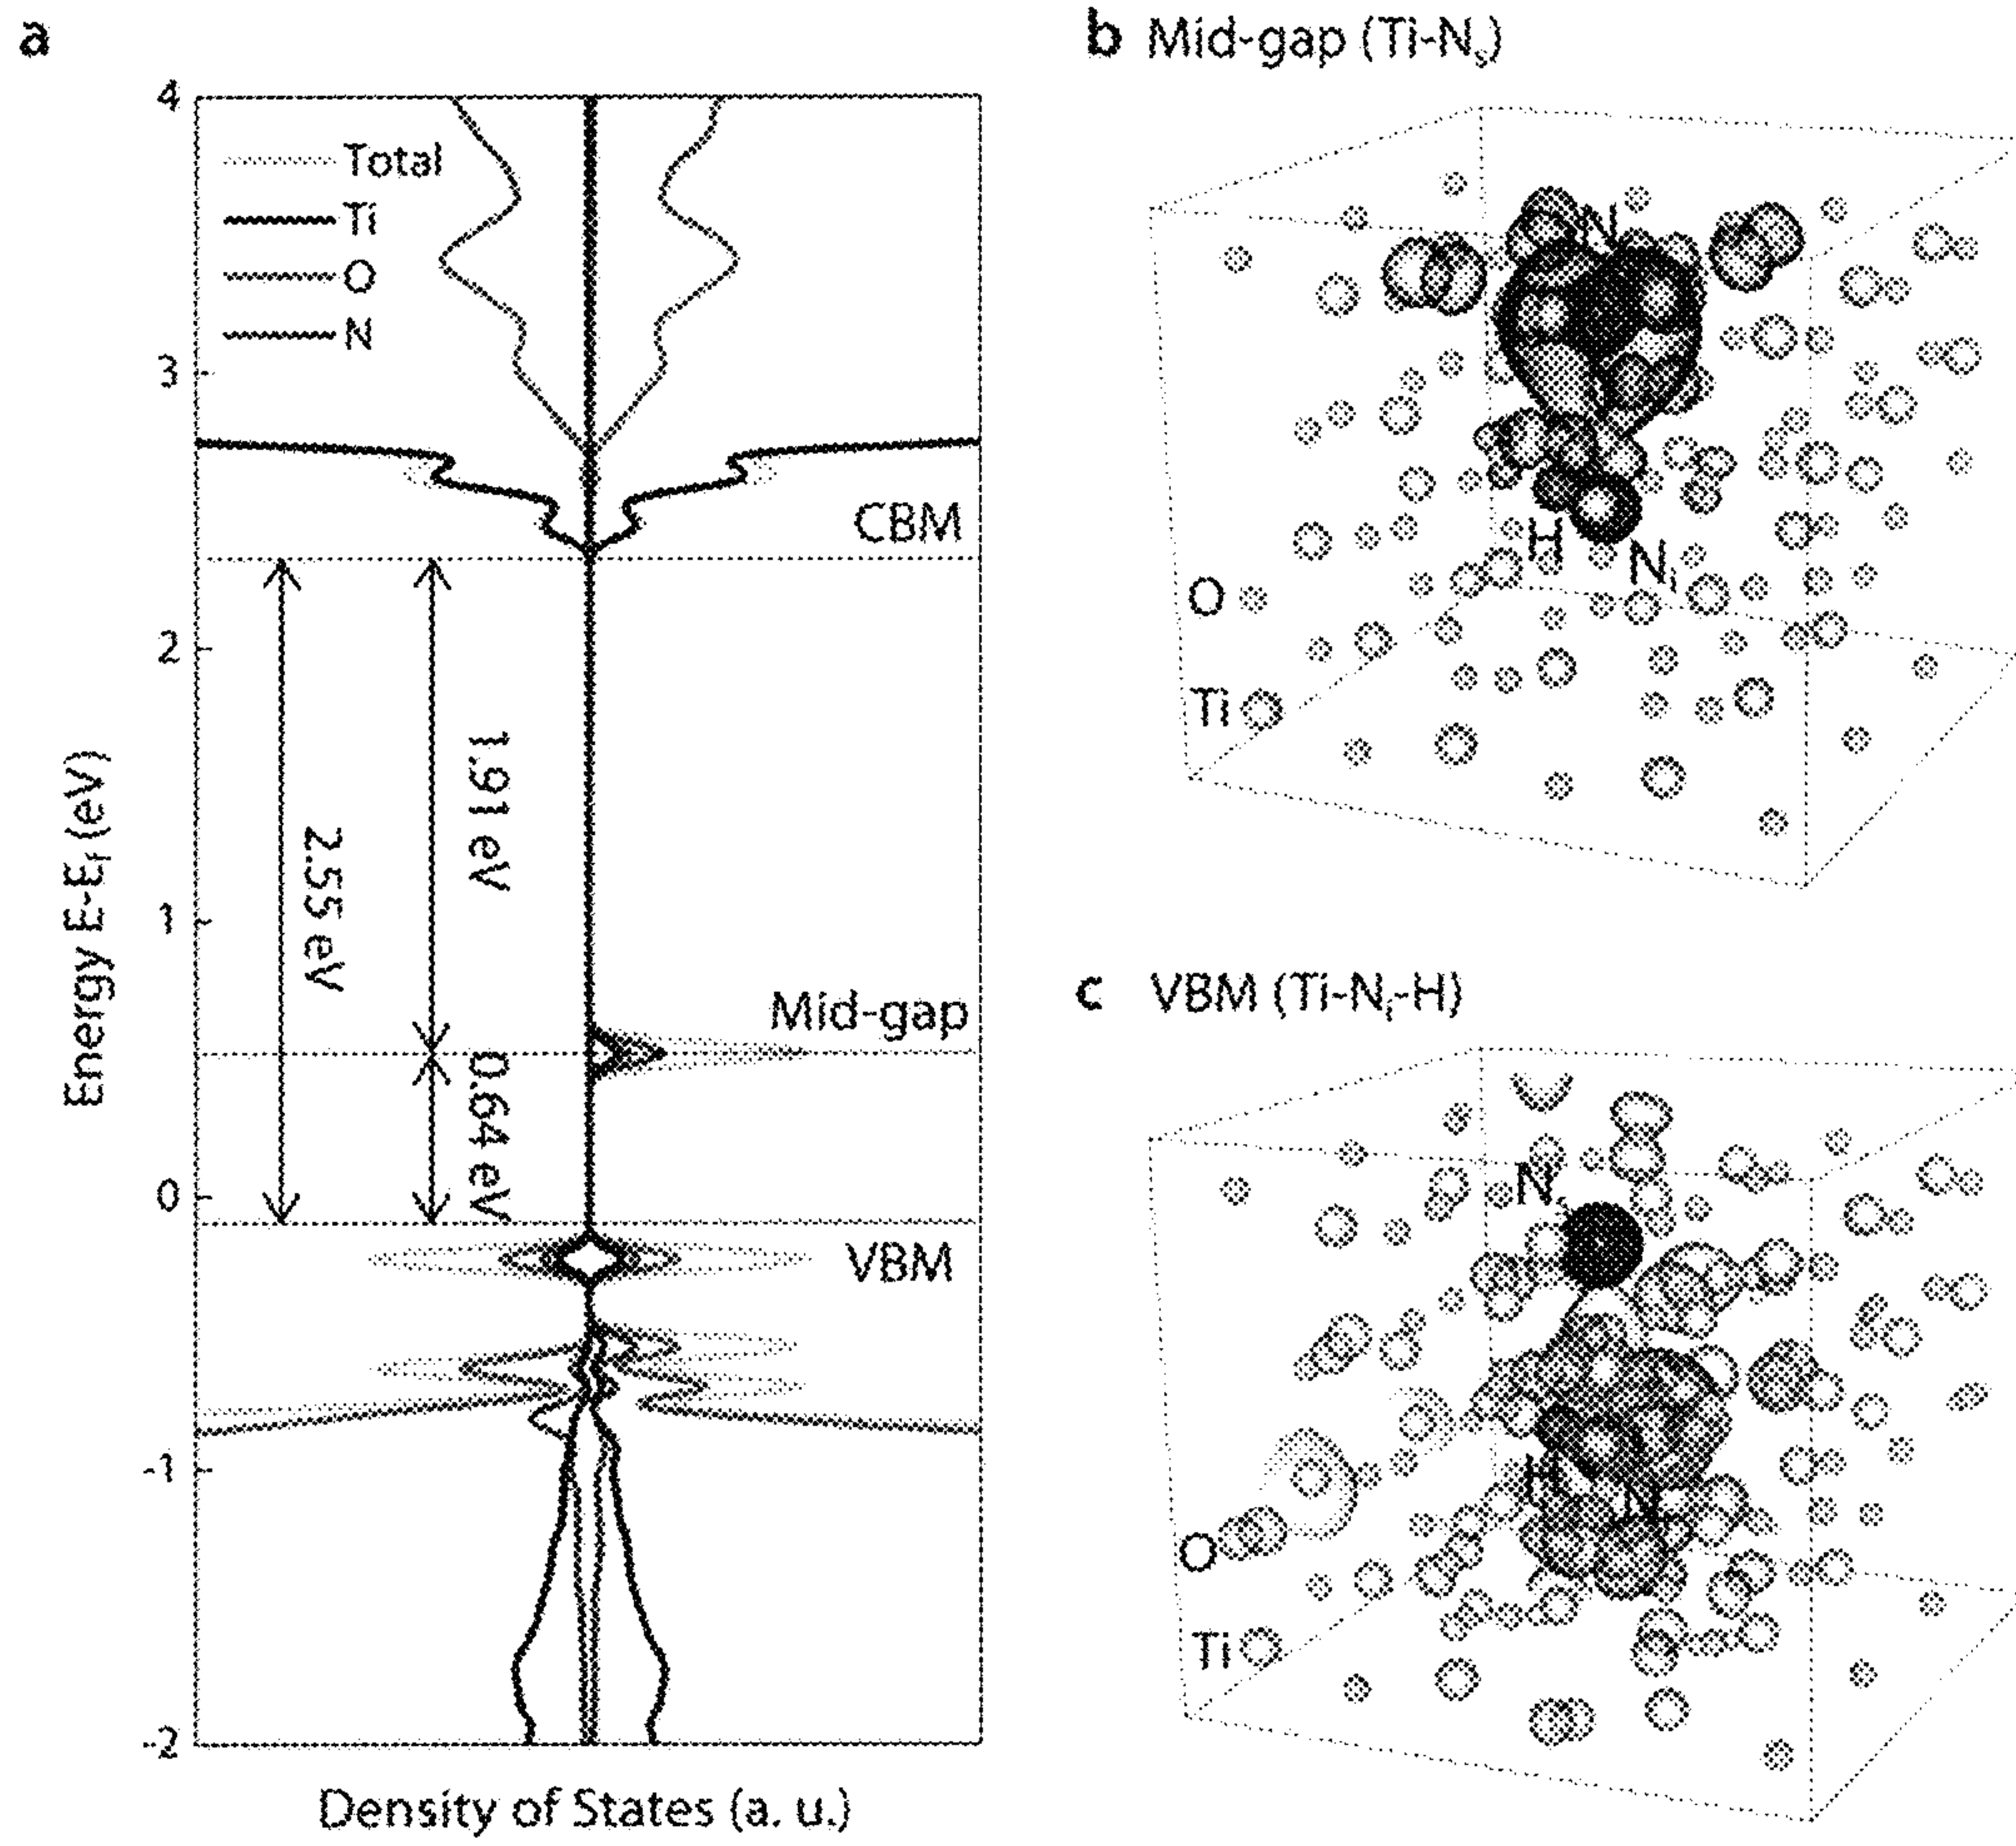 a
4
Total
Ti
O
N
3
CBM
2
1.91 eV
2.55 eV
Energy E-Ef (eV)
1
Mid-gap
0.64 eV
0
VBM
-1
-2
Density of States (a. u.)
b Mid-gap (Ti-Ns)
N
H
Ni
O
Ti
c VBM (Ti-Ni-H)
Ns
H
Ni
O
Ti